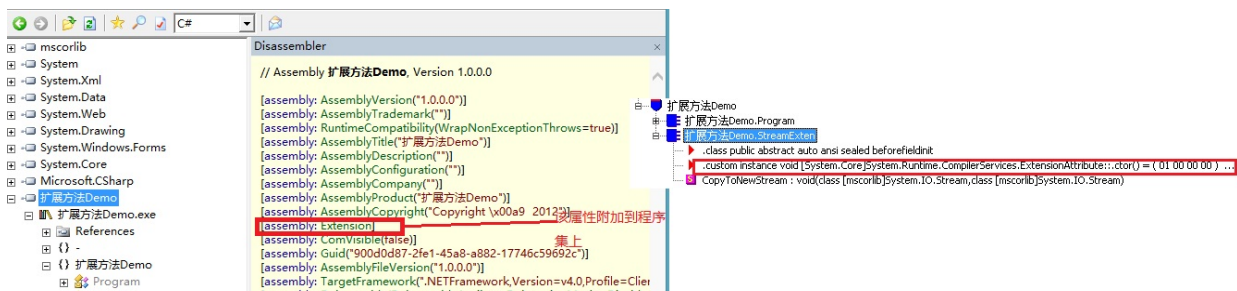 C#
mscorlib
System
System.Xml
System.Data
System.Web
System.Drawing
System.Windows.Forms
System.Core
Microsoft.CSharp
扩展方法Demo
扩展方法Demo.exe
References
{} -
{} 扩展方法Demo
Program
Disassembler
// Assembly 扩展方法Demo, Version 1.0.0.0
[assembly: AssemblyVersion("1.0.0.0")]
[assembly: AssemblyTrademark("")]
[assembly: RuntimeCompatibility(WrapNonExceptionThrows=true)]
[assembly: AssemblyTitle("扩展方法Demo")]
[assembly: AssemblyDescription("")]
[assembly: AssemblyConfiguration("")]
[assembly: AssemblyCompany("")]
[assembly: AssemblyProduct("扩展方法Demo")]
[assembly: AssemblyCopyright("Copyright \x00a9 2012")]
[assembly: Extension]
[assembly: ComVisible(false)]
[assembly: Guid("900d0d87-2fe1-45a8-a882-17746c59692c")]
[assembly: AssemblyFileVersion("1.0.0.0")]
[assembly: TargetFramework(".NETFramework,Version=v4.0,Profile=Clie
该属性附加到程序
集上
扩展方法Demo
扩展方法Demo.Program
扩展方法Demo.StreamExten
.class public abstract auto ansi sealed beforefieldinit
.custom instance void [System.Core]System.Runtime.CompilerServices.ExtensionAttribute::.ctor() = ( 01 00 00 00 ) ...
CopyToNewStream : void(class [mscorlib]System.IO.Stream,class [mscorlib]System.IO.Stream)